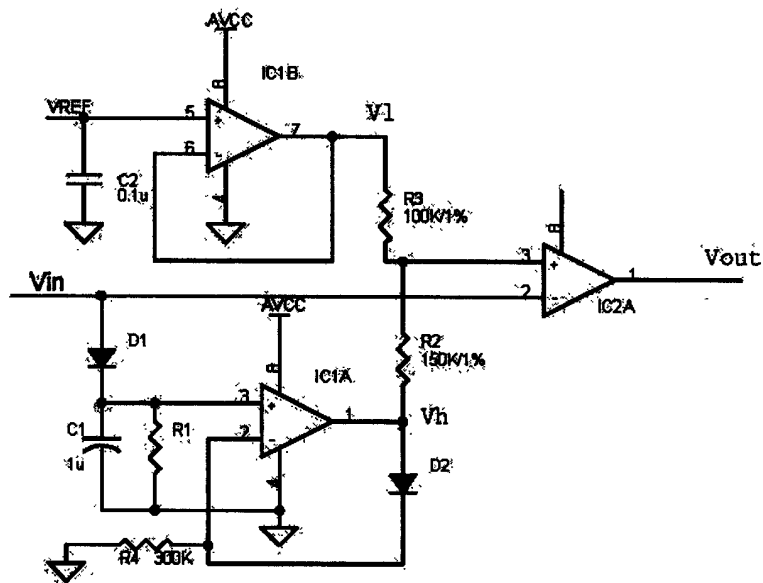 AVCC
8
IC1B
VREF
5
+
7
V1
6
-
C2
0.1u
4
R3
100K/1%
8
3
+
1
Vout
Vin
2
-
IC2A
AVCC
D1
8
R2
150K/1%
IC1A
3
+
1
Vh
C1
R1
2
-
1u
4
D2
R4
300K